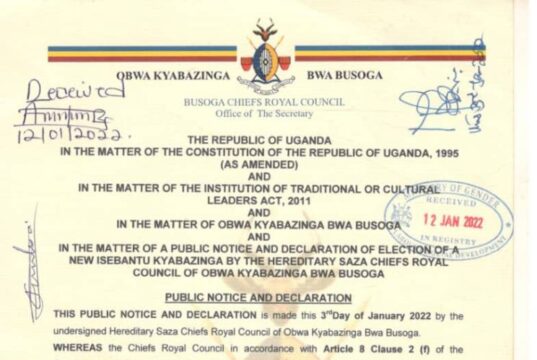 OBWA KYABAZINGA BWA BUSOGA
BUSOGA CHIEFS ROYAL COUNCIL
Office of The Secretary
Received
12/01/2022.
THE REPUBLIC OF UGANDA
IN THE MATTER OF THE CONSTITUTION OF THE REPUBLIC OF UGANDA, 1995
(AS AMENDED)
AND
IN THE MATTER OF THE INSTITUTION OF TRADITIONAL OR CULTURAL
LEADERS ACT, 2011
AND
IN THE MATTER OF OBWA KYABAZINGA BWA BUSOGA
AND
IN THE MATTER OF A PUBLIC NOTICE AND DECLARATION OF ELECTION OF A
NEW ISEBANTU KYABAZINGA BY THE HEREDITARY SAZA CHIEFS ROYAL
COUNCIL OF OBWA KYABAZINGA BWA BUSOGA
OF GENDER
RECEIVED
12 JAN 2022
IN REGISTRY
DEVELOPMENT
PUBLIC NOTICE AND DECLARATION
THIS PUBLIC NOTICE AND DECLARATION is made this 3rdDay of January 2022 by the
undersigned Hereditary Saza Chiefs Royal Council of Obwa Kyabazinga Bwa Busoga.
WHEREAS the Chiefs Royal Council in accordance with Article 8 Clause 2 (f) of the